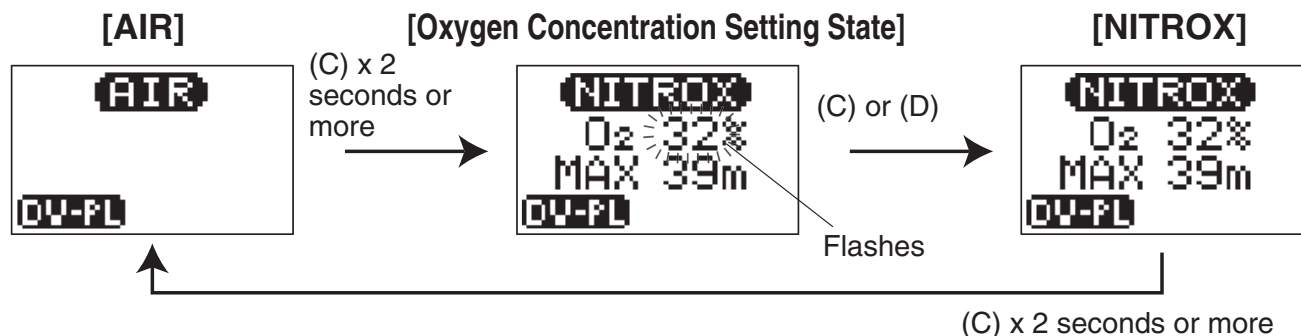 [AIR]
[Oxygen Concentration Setting State]
[NITROX]
AIR
DV-PL
(C) x 2
seconds or
more
NITROX
O2 32%
MAX 39m
DV-PL
Flashes
(C) or (D)
NITROX
O2 32%
MAX 39m
DV-PL
(C) x 2 seconds or more